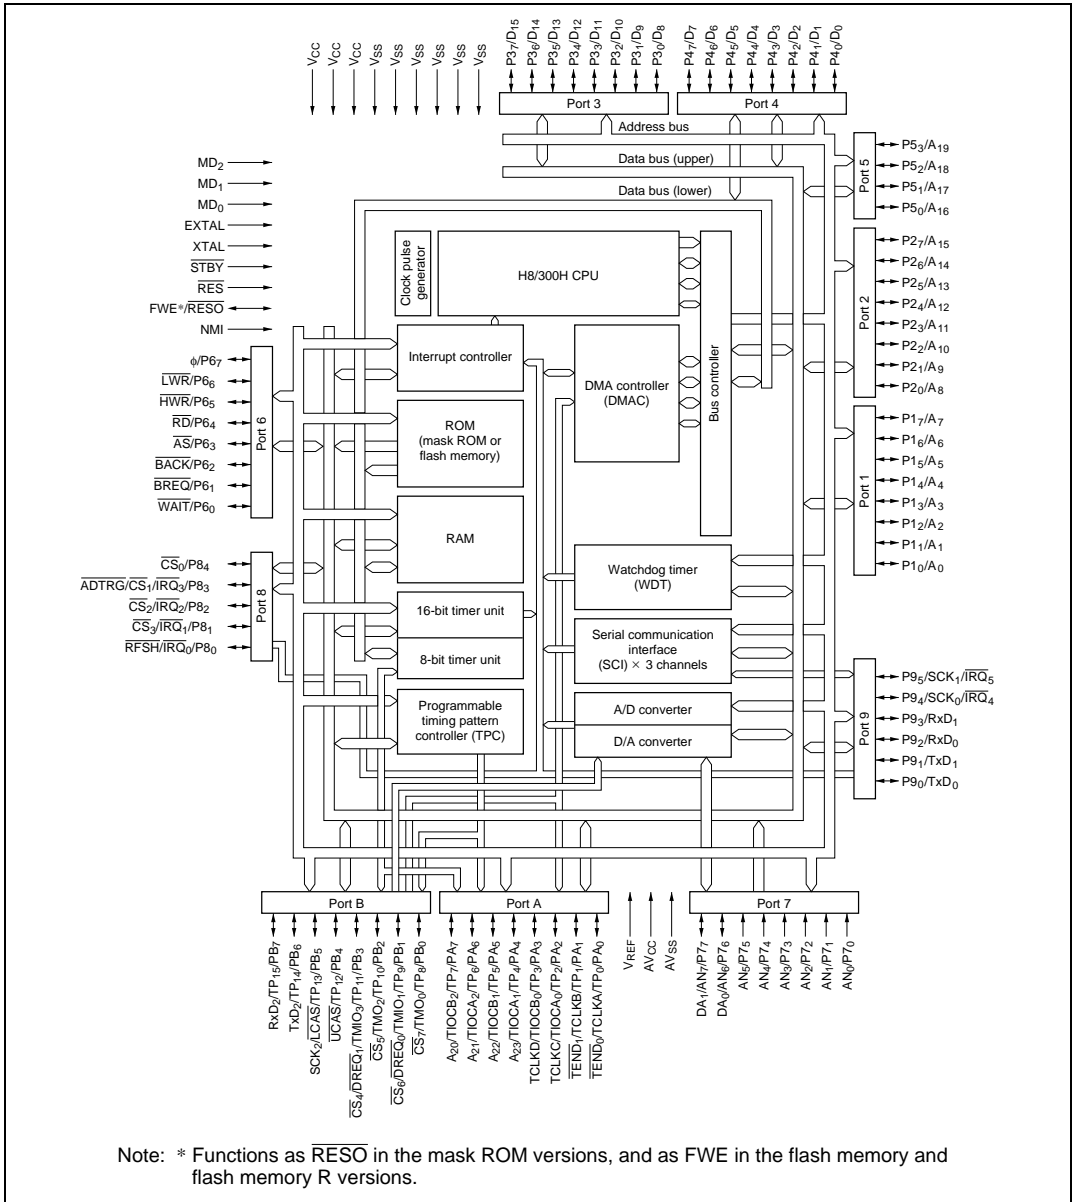 VCC
VCC
VCC
VSS
VSS
VSS
VSS
VSS
VSS
P37/D15
P36/D14
P35/D13
P34/D12
P33/D11
P32/D10
P31/D9
P30/D8
P47/D7
P46/D6
P45/D5
P44/D4
P43/D3
P42/D2
P41/D1
P40/D0
Port 3
Port 4
Address bus
Data bus (upper)
Data bus (lower)
MD2
MD1
MD0
EXTAL
XTAL
STBY
RES
FWE*/RESO
NMI
φ/P67
LWR/P66
HWR/P65
RD/P64
AS/P63
BACK/P62
BREQ/P61
WAIT/P60
Port 6
CS0/P84
ADTRG/CS1/IRQ3/P83
CS2/IRQ2/P82
CS3/IRQ1/P81
RFSH/IRQ0/P80
Port 8
Clock pulse
generator
H8/300H CPU
Interrupt controller
ROM
(mask ROM or
flash memory)
RAM
16-bit timer unit
8-bit timer unit
Programmable
timing pattern
controller (TPC)
DMA controller
(DMAC)
Bus controller
Watchdog timer
(WDT)
Serial communication
interface
(SCI) × 3 channels
A/D converter
D/A converter
Port 5
P53/A19
P52/A18
P51/A17
P50/A16
Port 2
P27/A15
P26/A14
P25/A13
P24/A12
P23/A11
P22/A10
P21/A9
P20/A8
Port 1
P17/A7
P16/A6
P15/A5
P14/A4
P13/A3
P12/A2
P11/A1
P10/A0
Port 9
P95/SCK1/IRQ5
P94/SCK0/IRQ4
P93/RxD1
P92/RxD0
P91/TxD1
P90/TxD0
Port B
Port A
Port 7
RxD2/TP15/PB7
TxD2/TP14/PB6
SCK2/LCAS/TP13/PB5
UCAS/TP12/PB4
CS4/DREQ1/TMIO3/TP11/PB3
CS5/TMO2/TP10/PB2
CS6/DREQ0/TMIO1/TP9/PB1
CS7/TMO0/TP8/PB0
A20/TIOCB2/TP7/PA7
A21/TIOCA2/TP6/PA6
A22/TIOCB1/TP5/PA5
A23/TIOCA1/TP4/PA4
TCLKD/TIOCB0/TP3/PA3
TCLKC/TIOCA0/TP2/PA2
TEND1/TCLKB/TP1/PA1
TEND0/TCLKA/TP0/PA0
VREF
AVCC
AVSS
DA1/AN7/P77
DA0/AN6/P76
AN5/P75
AN4/P74
AN3/P73
AN2/P72
AN1/P71
AN0/P70
Note: * Functions as RESO in the mask ROM versions, and as FWE in the flash memory and
flash memory R versions.